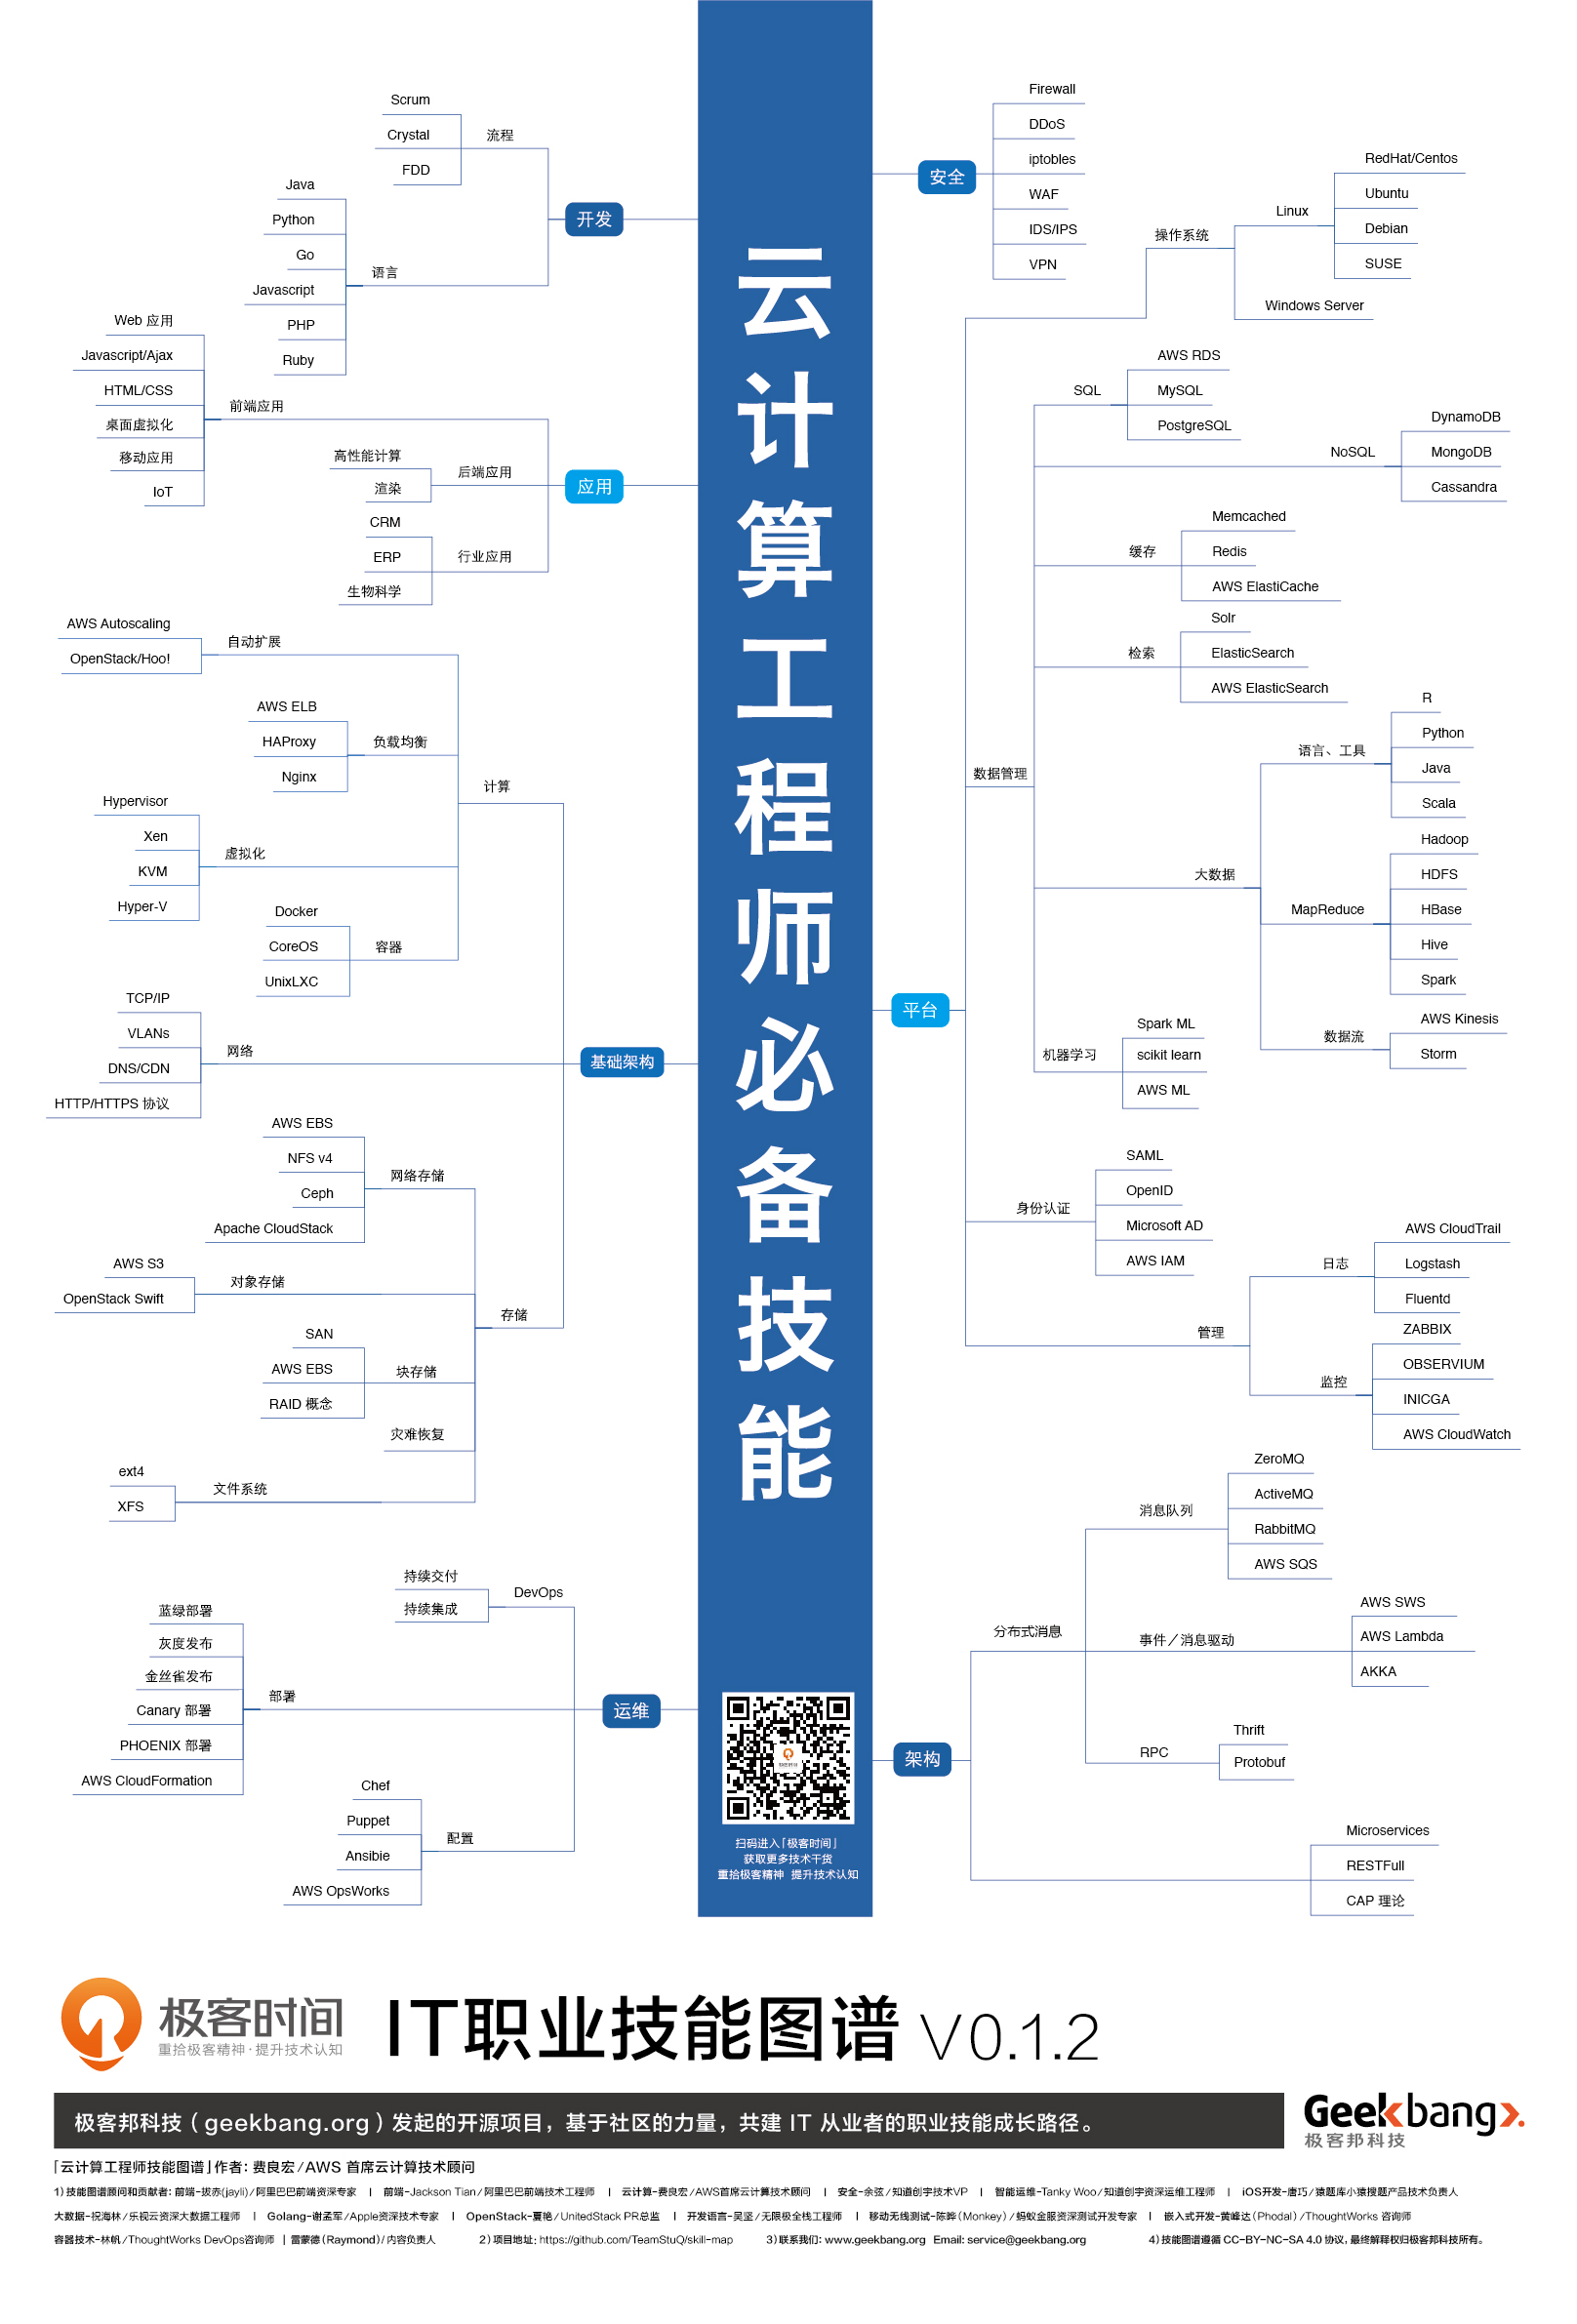 云计算工程师必备技能
开发
流程
Scrum
Crystal
FDD
语言
Java
Python
Go
Javascript
PHP
Ruby
应用
前端应用
Web 应用
Javascript/Ajax
HTML/CSS
桌面虚拟化
移动应用
IoT
后端应用
高性能计算
渲染
行业应用
CRM
ERP
生物科学
基础架构
计算
自动扩展
AWS Autoscaling
OpenStack/Hoo!
负载均衡
AWS ELB
HAProxy
Nginx
虚拟化
Hypervisor
Xen
KVM
Hyper-V
容器
Docker
CoreOS
UnixLXC
网络
TCP/IP
VLANs
DNS/CDN
HTTP/HTTPS 协议
存储
网络存储
AWS EBS
NFS v4
Ceph
Apache CloudStack
对象存储
AWS S3
OpenStack Swift
块存储
SAN
AWS EBS
RAID 概念
灾难恢复
文件系统
ext4
XFS
运维
DevOps
持续交付
持续集成
部署
蓝绿部署
灰度发布
金丝雀发布
Canary 部署
PHOENIX 部署
AWS CloudFormation
配置
Chef
Puppet
Ansibie
AWS OpsWorks
安全
Firewall
DDoS
iptobles
WAF
IDS/IPS
VPN
平台
操作系统
Linux
RedHat/Centos
Ubuntu
Debian
SUSE
Windows Server
数据管理
SQL
AWS RDS
MySQL
PostgreSQL
NoSQL
DynamoDB
MongoDB
Cassandra
缓存
Memcached
Redis
AWS ElastiCache
检索
Solr
ElasticSearch
AWS ElasticSearch
大数据
语言、工具
R
Python
Java
Scala
MapReduce
Hadoop
HDFS
HBase
Hive
Spark
数据流
AWS Kinesis
Storm
机器学习
Spark ML
scikit learn
AWS ML
身份认证
SAML
OpenID
Microsoft AD
AWS IAM
管理
日志
AWS CloudTrail
Logstash
Fluentd
监控
ZABBIX
OBSERVIUM
INICGA
AWS CloudWatch
架构
分布式消息
消息队列
ZeroMQ
ActiveMQ
RabbitMQ
AWS SQS
事件／消息驱动
AWS SWS
AWS Lambda
AKKA
RPC
Thrift
Protobuf
Microservices
RESTFull
CAP 理论
扫码进入「极客时间」
获取更多技术干货
重拾极客精神 提升技术认知
极客时间
重拾极客精神·提升技术认知
IT职业技能图谱 V0.1.2
极客邦科技（geekbang.org）发起的开源项目，基于社区的力量，共建 IT 从业者的职业技能成长路径。
Geekbang>.
极客邦科技
「云计算工程师技能图谱」作者：费良宏/AWS 首席云计算技术顾问
1）技能图谱顾问和贡献者：前端-拔赤(jayli)/阿里巴巴前端资深专家 | 前端-Jackson Tian/阿里巴巴前端技术工程师 | 云计算-费良宏/AWS首席云计算技术顾问 | 安全-余弦/知道创宇技术VP | 智能运维-Tanky Woo/知道创宇资深运维工程师 | iOS开发-唐巧/猿题库小猿搜题产品技术负责人
大数据-祝海林/乐视云资深大数据工程师 | Golang-谢孟军/Apple资深技术专家 | OpenStack-夏艳/UnitedStack PR总监 | 开发语言-吴坚/无限极全栈工程师 | 移动无线测试-陈晔（Monkey）/蚂蚁金服资深测试开发专家 | 嵌入式开发-黄峰达（Phodal）/ThoughtWorks 咨询师
容器技术-林帆/ThoughtWorks DevOps咨询师 | 雷蒙德（Raymond）/内容负责人 2）项目地址：https://github.com/TeamStuQ/skill-map 3）联系我们：www.geekbang.org Email: service@geekbang.org 4）技能图谱遵循 CC-BY-NC-SA 4.0 协议，最终解释权归极客邦科技所有。